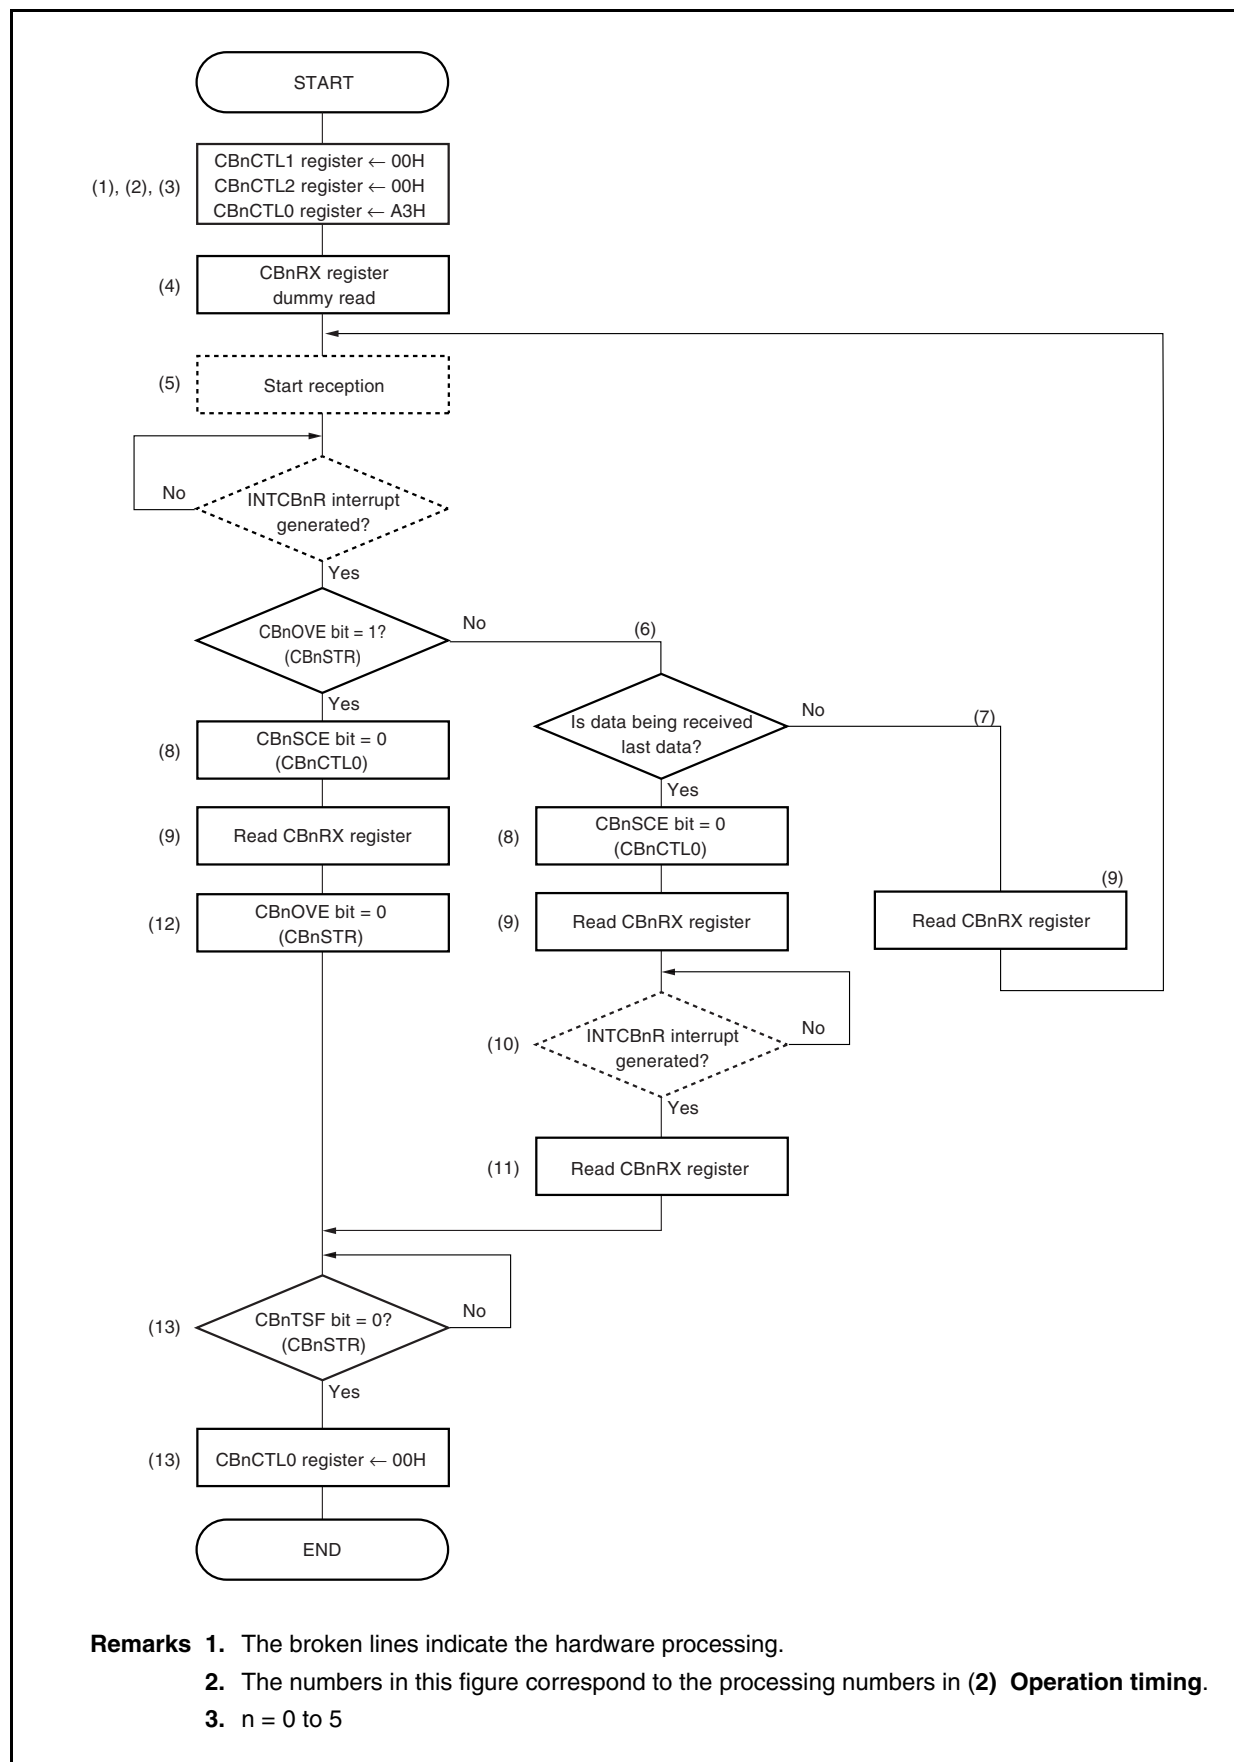 START
CBnCTL1 register ← 00H
(1), (2), (3)
CBnCTL2 register ← 00H
CBnCTL0 register ← A3H
(4)
CBnRX register
dummy read
(5)
Start reception
No
INTCBnR interrupt
generated?
Yes
CBnOVE bit = 1?
(CBnSTR)
No
(6)
Yes
Is data being received
last data?
No
(7)
Yes
(8)
CBnSCE bit = 0
(CBnCTL0)
(9)
Read CBnRX register
(12)
CBnOVE bit = 0
(CBnSTR)
(8)
CBnSCE bit = 0
(CBnCTL0)
(9)
Read CBnRX register
(9)
Read CBnRX register
(10)
INTCBnR interrupt
generated?
No
Yes
(11)
Read CBnRX register
(13)
CBnTSF bit = 0?
(CBnSTR)
No
Yes
(13)
CBnCTL0 register ← 00H
END
Remarks 1. The broken lines indicate the hardware processing.
2. The numbers in this figure correspond to the processing numbers in (2) Operation timing.
3. n = 0 to 5